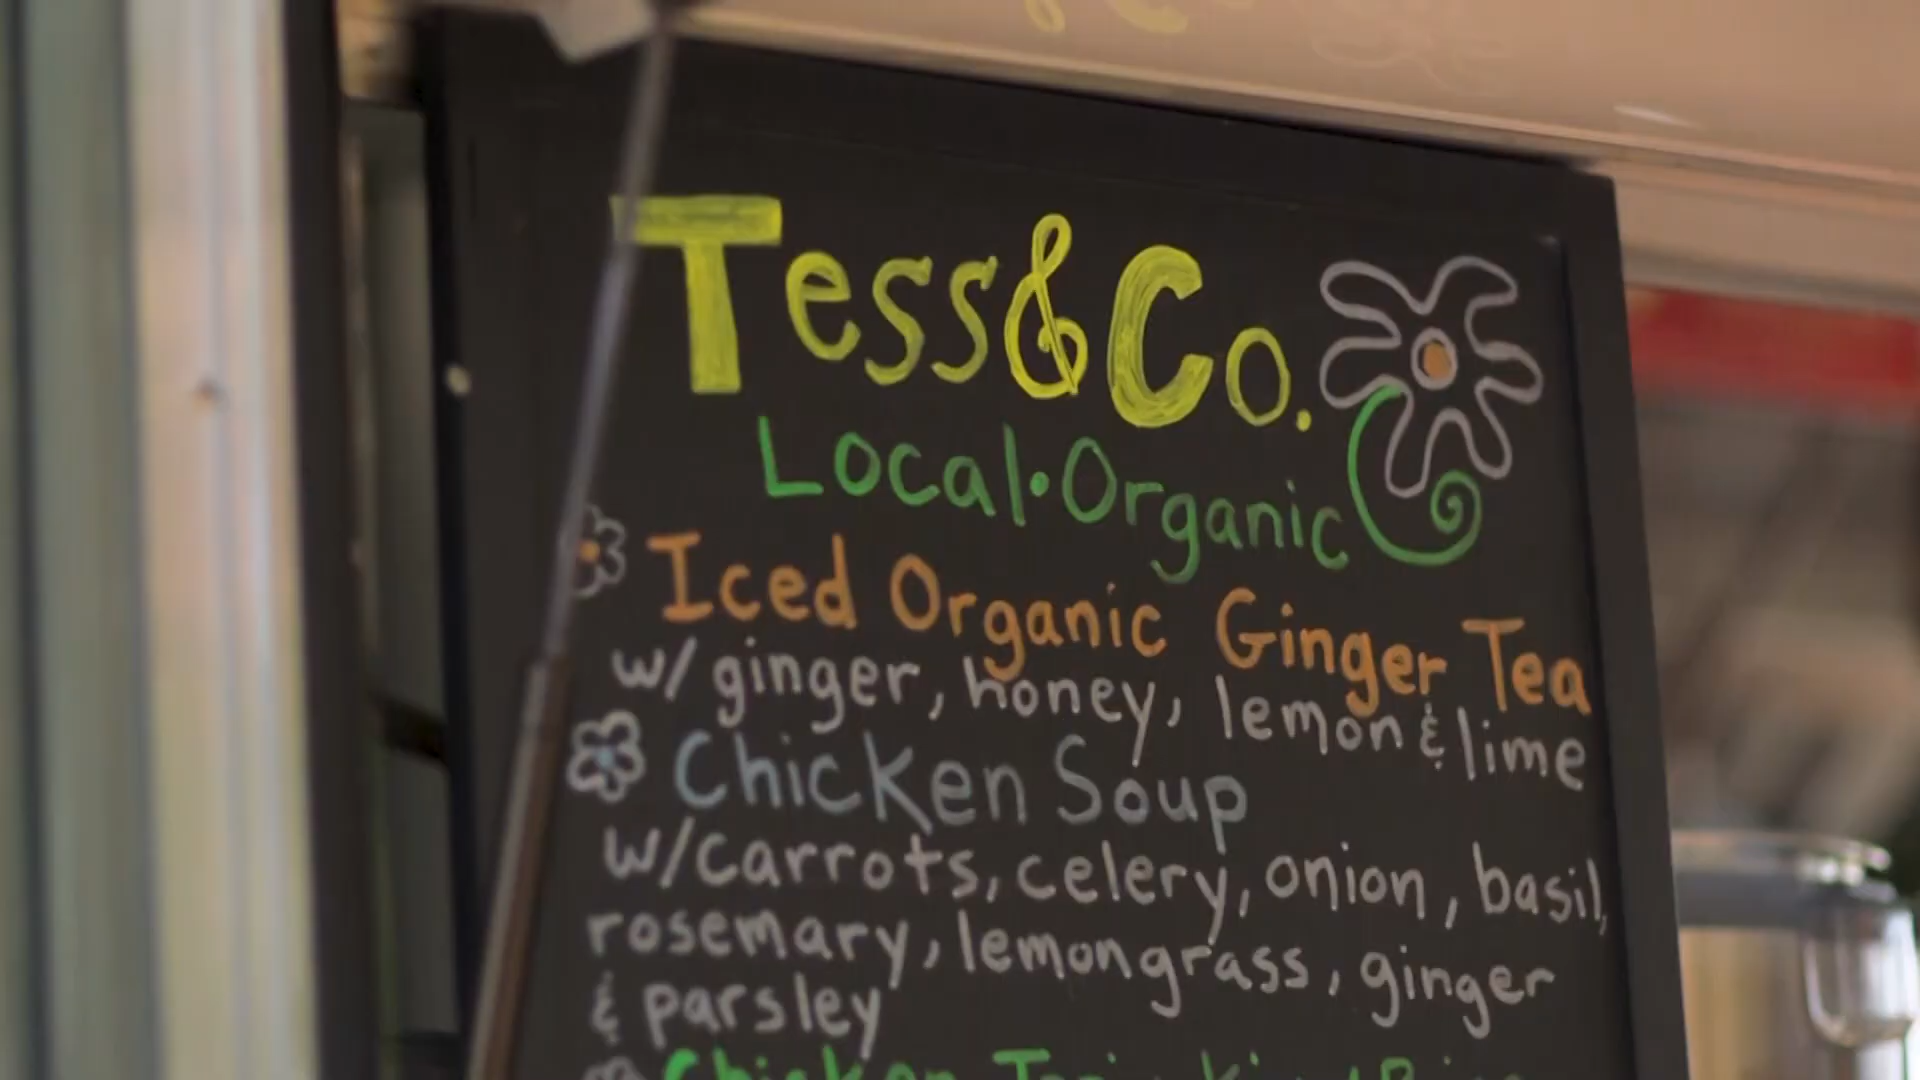 Tess & Co.
Local • Organic
Iced Organic Ginger Tea
w/ ginger, honey, lemon & lime
Chicken Soup
w/carrots, celery, onion, basil,
rosemary, lemongrass, ginger
& parsley
Chicken